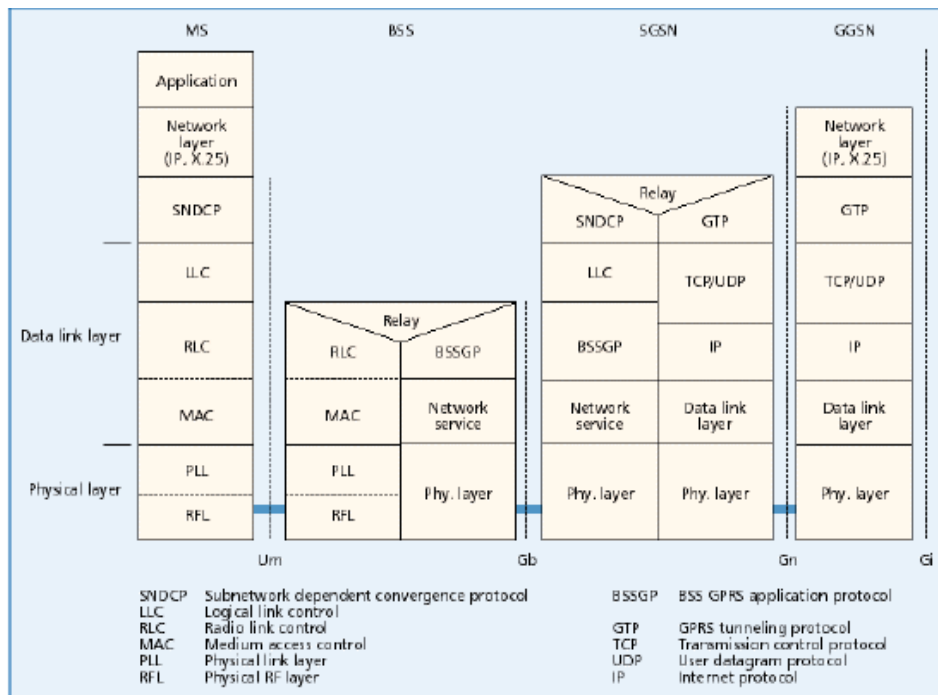 MS BSS SGSN GGSN
Application
Network
layer
(IP, X.25)
Network
layer
(IP, X.25)
Relay
SNDCP
SNDCP
GTP
GTP
LLC
LLC
TCP/UDP
TCP/UDP
Data link layer
Relay
RLC
RLC
BSSGP
BSSGP
IP
IP
MAC
MAC
Network
service
Network
service
Data link
layer
Data link
layer
Physical layer
PLL
PLL
Phy. layer
Phy. layer
Phy. layer
Phy. layer
RFL
RFL
Um Gb Gn Gi
SNDCP Subnetwork dependent convergence protocol
LLC Logical link control
RLC Radio link control
MAC Medium access control
PLL Physical link layer
RFL Physical RF layer
BSSGP BSS GPRS application protocol
GTP GPRS tunneling protocol
TCP Transmission control protocol
UDP User datagram protocol
IP Internet protocol